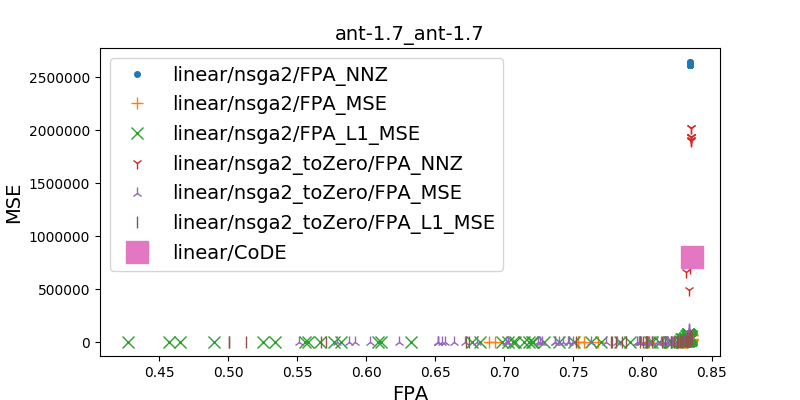 ant-1.7_ant-1.7
2500000
2000000
1500000
1000000
500000
0
MSE
linear/nsga2/FPA_NNZ
linear/nsga2/FPA_MSE
linear/nsga2/FPA_L1_MSE
linear/nsga2_toZero/FPA_NNZ
linear/nsga2_toZero/FPA_MSE
linear/nsga2_toZero/FPA_L1_MSE
linear/CoDE
0.45 0.50 0.55 0.60 0.65 0.70 0.75 0.80 0.85
FPA